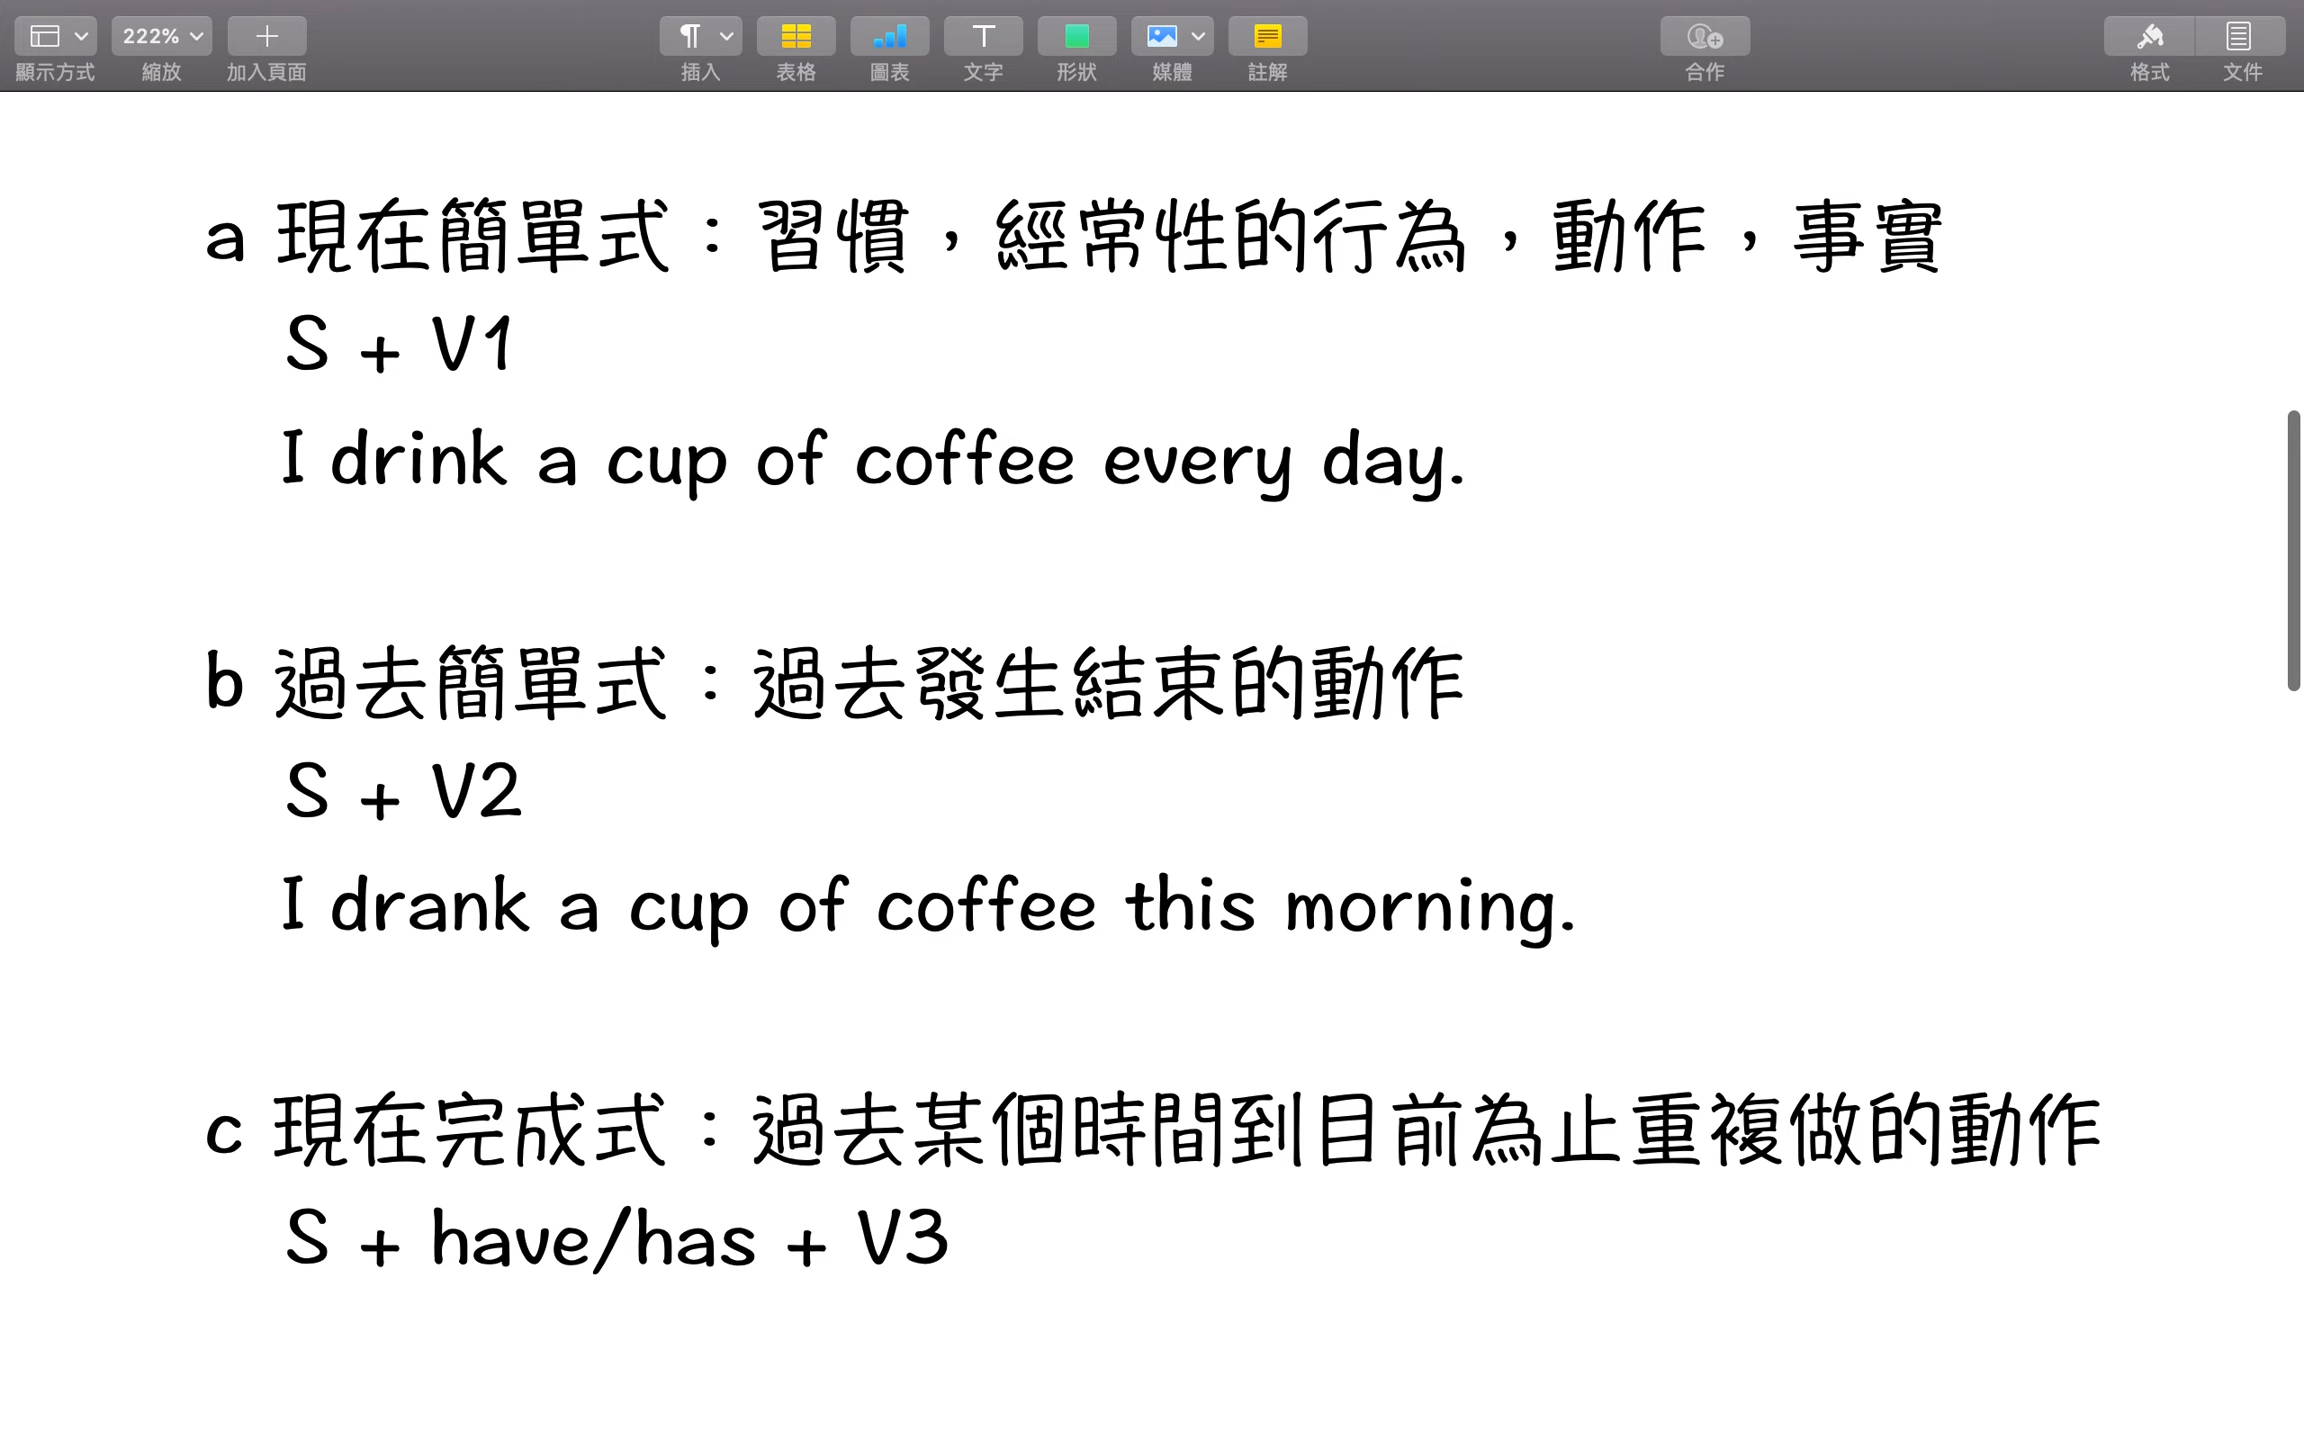 222%
顯示方式 縮放 加入頁面 插入 表格 圖表 文字 形狀 媒體 註解 合作 格式 文件
a 現在簡單式：習慣，經常性的行為，動作，事實
S + V1
I drink a cup of coffee every day.
b 過去簡單式：過去發生結束的動作
S + V2
I drank a cup of coffee this morning.
c 現在完成式：過去某個時間到目前為止重複做的動作
S + have/has + V3